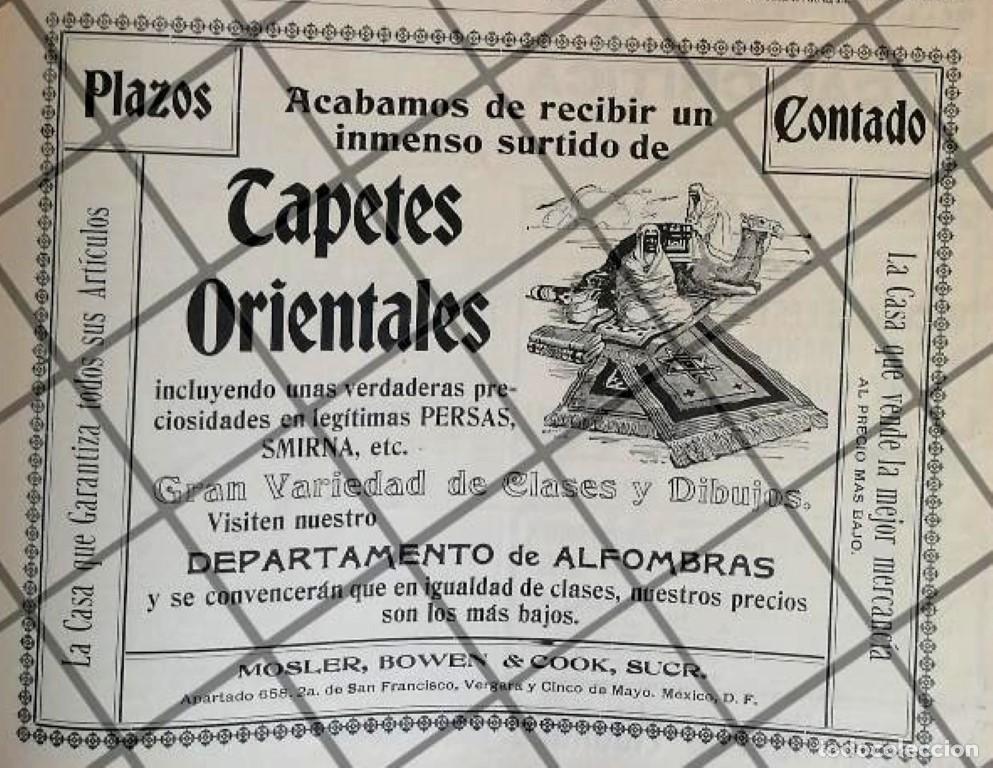 Plazos
Acabamos de recibir un
inmenso surtido de
Contado
Tapetes
Orientales
incluyendo unas verdaderas pre-
ciosidades en legítimas PERSAS,
SMIRNA, etc.
Gran Variedad de Clases y Dibujos.
Visiten nuestro
DEPARTAMENTO de ALFOMBRAS
y se convencerán que en igualdad de clases, nuestros precios
son los más bajos.
MOSLER, BOWEN & COOK, SUCR.
Apartado 658. 2a. de San Francisco, Vergara y Cinco de Mayo. México, D. F.
La Casa que Garantiza todos sus Artículos
La Casa que vende la mejor mercancía
AL PRECIO MAS BAJO.
todocoleccion